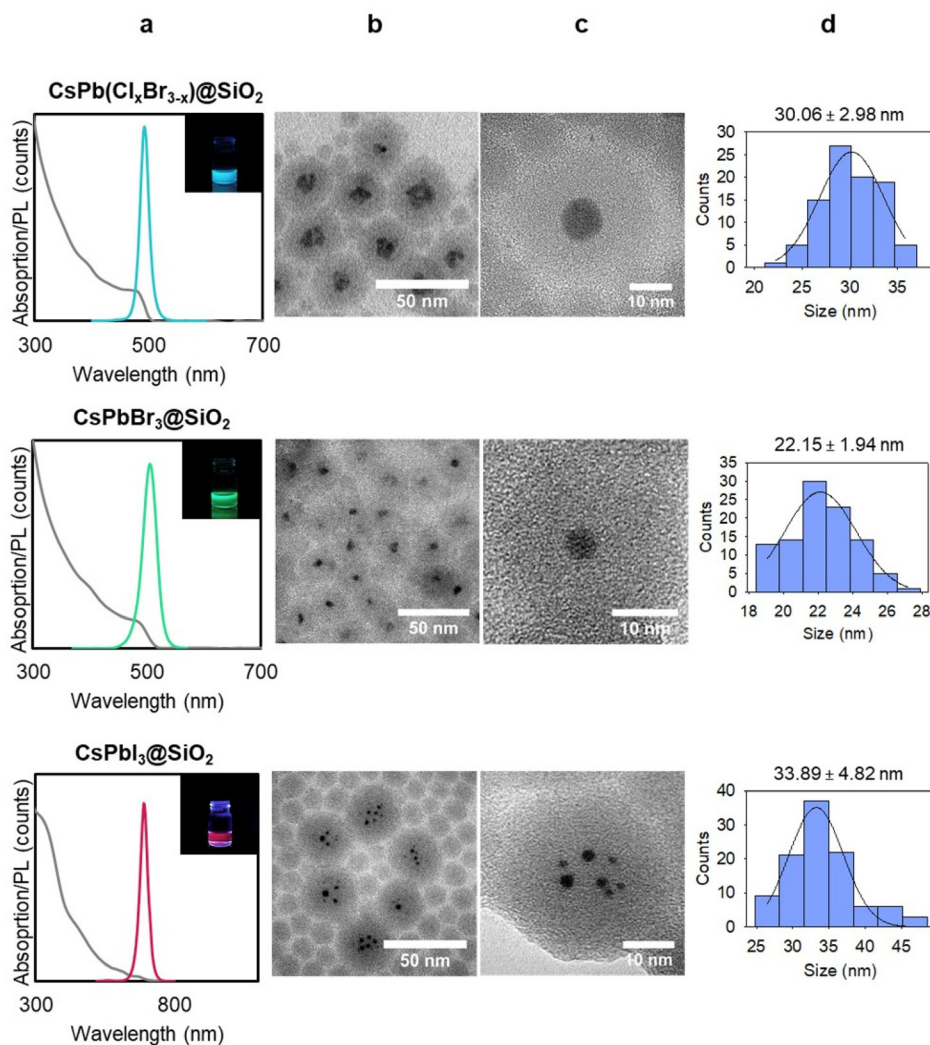 a b c d
CsPb(ClₓBr₃₋ₓ)@SiO₂
Absoprtion/PL (counts)
300 500 700
Wavelength (nm)
50 nm
10 nm
30.06 ± 2.98 nm
Counts
30
25
20
15
10
5
0
20 25 30 35
Size (nm)
CsPbBr₃@SiO₂
Absoprtion/PL (counts)
300 500 700
Wavelength (nm)
50 nm
10 nm
22.15 ± 1.94 nm
Counts
35
30
25
20
15
10
5
0
18 20 22 24 26 28
Size (nm)
CsPbI₃@SiO₂
Absoprtion/PL (counts)
300 800
Wavelength (nm)
50 nm
10 nm
33.89 ± 4.82 nm
Counts
40
30
20
10
0
25 30 35 40 45
Size (nm)